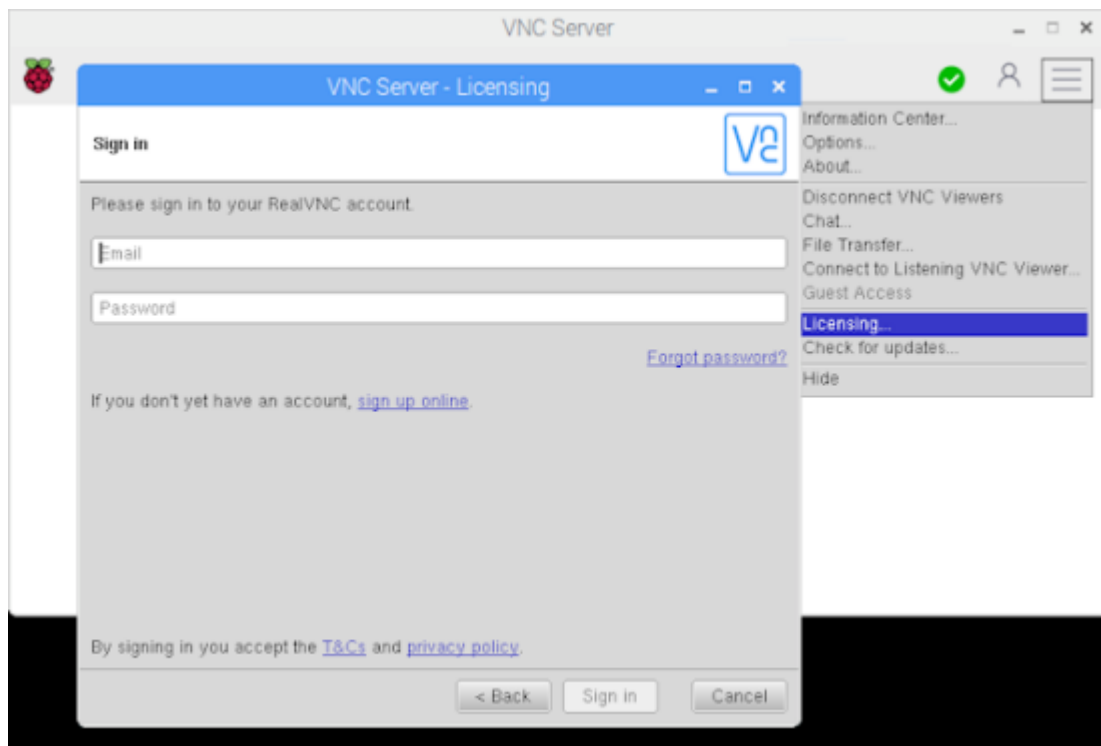 VNC Server
VNC Server - Licensing
Sign in
VNC
Please sign in to your RealVNC account.
Email
Password
Forgot password?
If you don't yet have an account, sign up online.
By signing in you accept the T&Cs and privacy policy.
< Back
Sign in
Cancel
Information Center...
Options...
About...
Disconnect VNC Viewers
Chat...
File Transfer...
Connect to Listening VNC Viewer...
Guest Access
Licensing...
Check for updates...
Hide